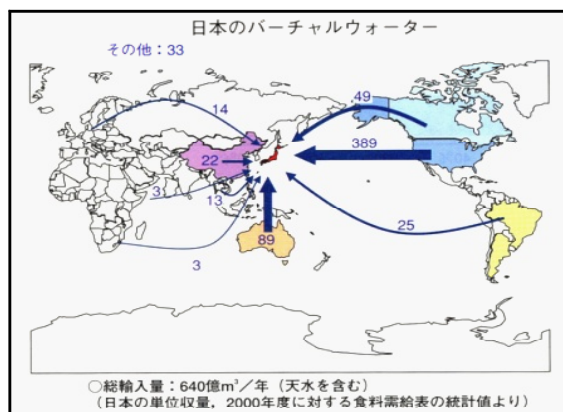 日本のバーチャルウォーター
その他：33
14
49
22
389
3
13
25
89
3
○総輸入量：640億m³／年（天水を含む）
（日本の単位収量，2000年度に対する食料需給表の統計値より）